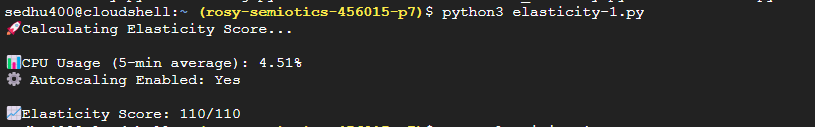 sedhu400@cloudshell:~ (rosy-semiotics-456015-p7)$ python3 elasticity-1.py
🚀Calculating Elasticity Score...
📊CPU Usage (5-min average): 4.51%
⚙️ Autoscaling Enabled: Yes
📈Elasticity Score: 110/110